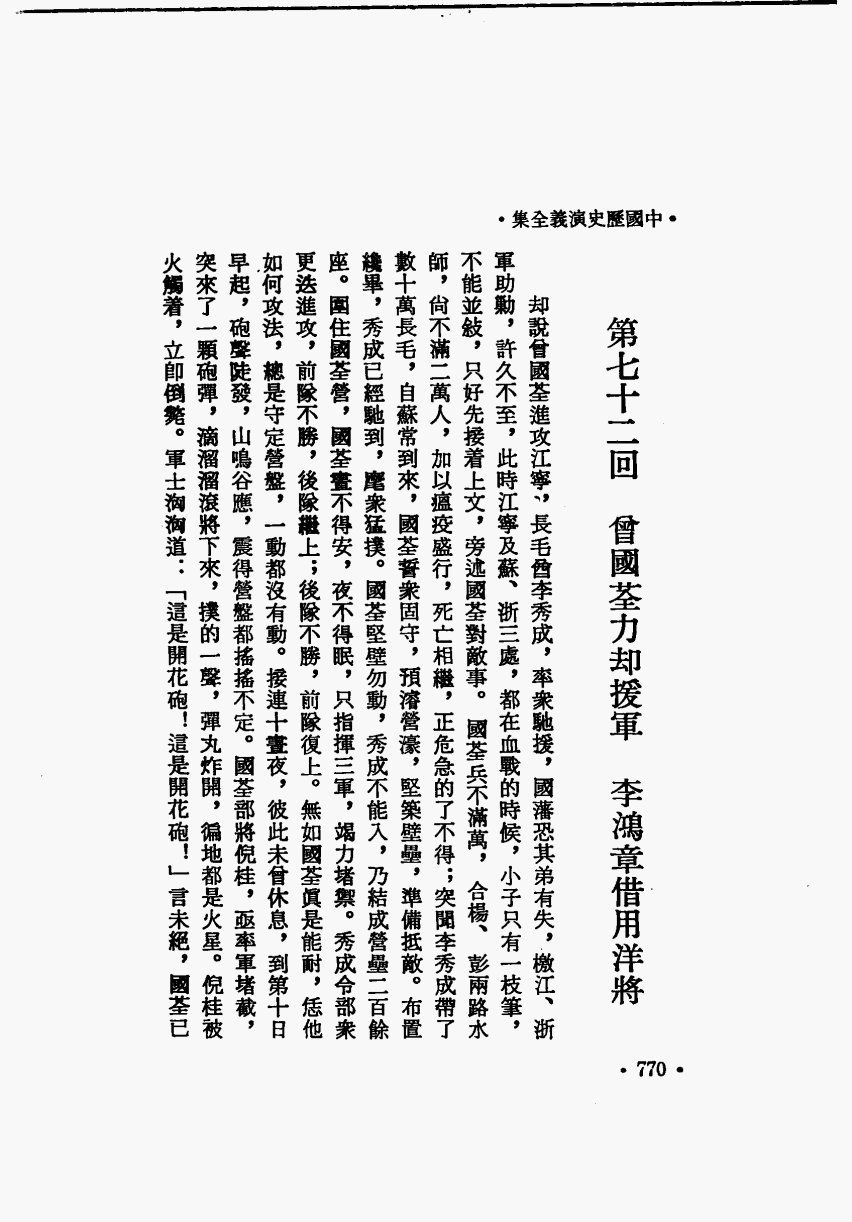 •中國歷史演義全集•
第七十二回　曾國荃力却援軍　李鴻章借用洋將
却說曾國荃進攻江寧，長毛酋李秀成，率衆馳援，國藩恐其弟有失，檄江、浙
軍助勦，許久不至，此時江寧及蘇、浙三處，都在血戰的時候，小子只有一枝筆，
不能並敍，只好先接着上文，旁述國荃對敵事。國荃兵不滿萬，合楊、彭兩路水
師，尙不滿二萬人，加以瘟疫盛行，死亡相繼，正危急的了不得；突聞李秀成帶了
數十萬長毛，自蘇常到來，國荃誓衆固守，預濬營濠，堅築壁壘，準備抵敵。布置
纔畢，秀成已經馳到，麾衆猛撲。國荃堅壁勿動，秀成不能入，乃結成營壘二百餘
座。圍住國荃營，國荃晝不得安，夜不得眠，只指揮三軍，竭力堵禦。秀成令部衆
更迭進攻，前隊不勝，後隊繼上；後隊不勝，前隊復上。無如國荃眞是能耐，恁他
如何攻法，總是守定營盤，一動都沒有動。接連十晝夜，彼此未曾休息，到第十日
早起，砲聲陡發，山鳴谷應，震得營盤都搖搖不定。國荃部將倪桂，亟率軍堵截，
突來了一顆砲彈，滴溜溜滾將下來，撲的一聲，彈丸炸開，徧地都是火星。倪桂被
火觸着，立卽倒斃。軍士洶洶道：「這是開花砲！這是開花砲！」言未絕，國荃已
•770•